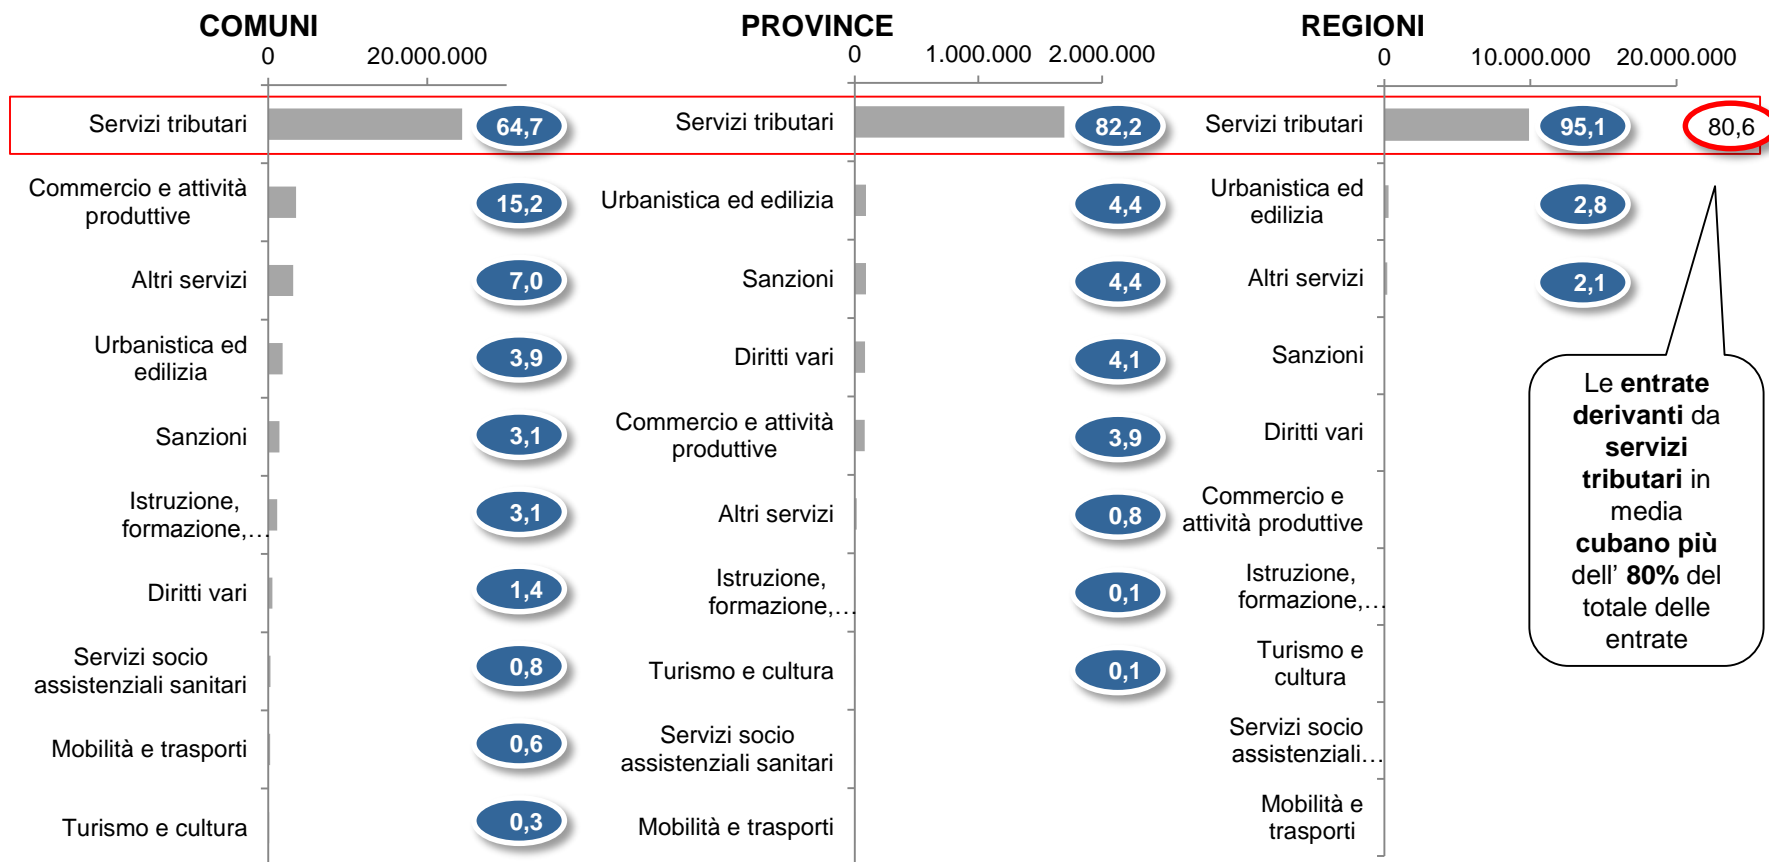 COMUNI
0
20.000.000
Servizi tributari
64,7
Commercio e attività
produttive
15,2
Altri servizi
7,0
Urbanistica ed
edilizia
3,9
Sanzioni
3,1
Istruzione,
formazione,…
3,1
Diritti vari
1,4
Servizi socio
assistenziali sanitari
0,8
Mobilità e trasporti
0,6
Turismo e cultura
0,3
PROVINCE
0
1.000.000
2.000.000
Servizi tributari
82,2
Urbanistica ed edilizia
4,4
Sanzioni
4,4
Diritti vari
4,1
Commercio e attività
produttive
3,9
Altri servizi
0,8
Istruzione,
formazione,…
0,1
Turismo e cultura
0,1
Servizi socio
assistenziali sanitari
Mobilità e trasporti
REGIONI
0
10.000.000
20.000.000
Servizi tributari
95,1
80,6
Urbanistica ed
edilizia
2,8
Altri servizi
2,1
Sanzioni
Diritti vari
Commercio e
attività produttive
Istruzione,
formazione,…
Turismo e
cultura
Servizi socio
assistenziali…
Mobilità e
trasporti
Le entrate
derivanti da
servizi
tributari in
media
cubano più
dell’ 80% del
totale delle
entrate